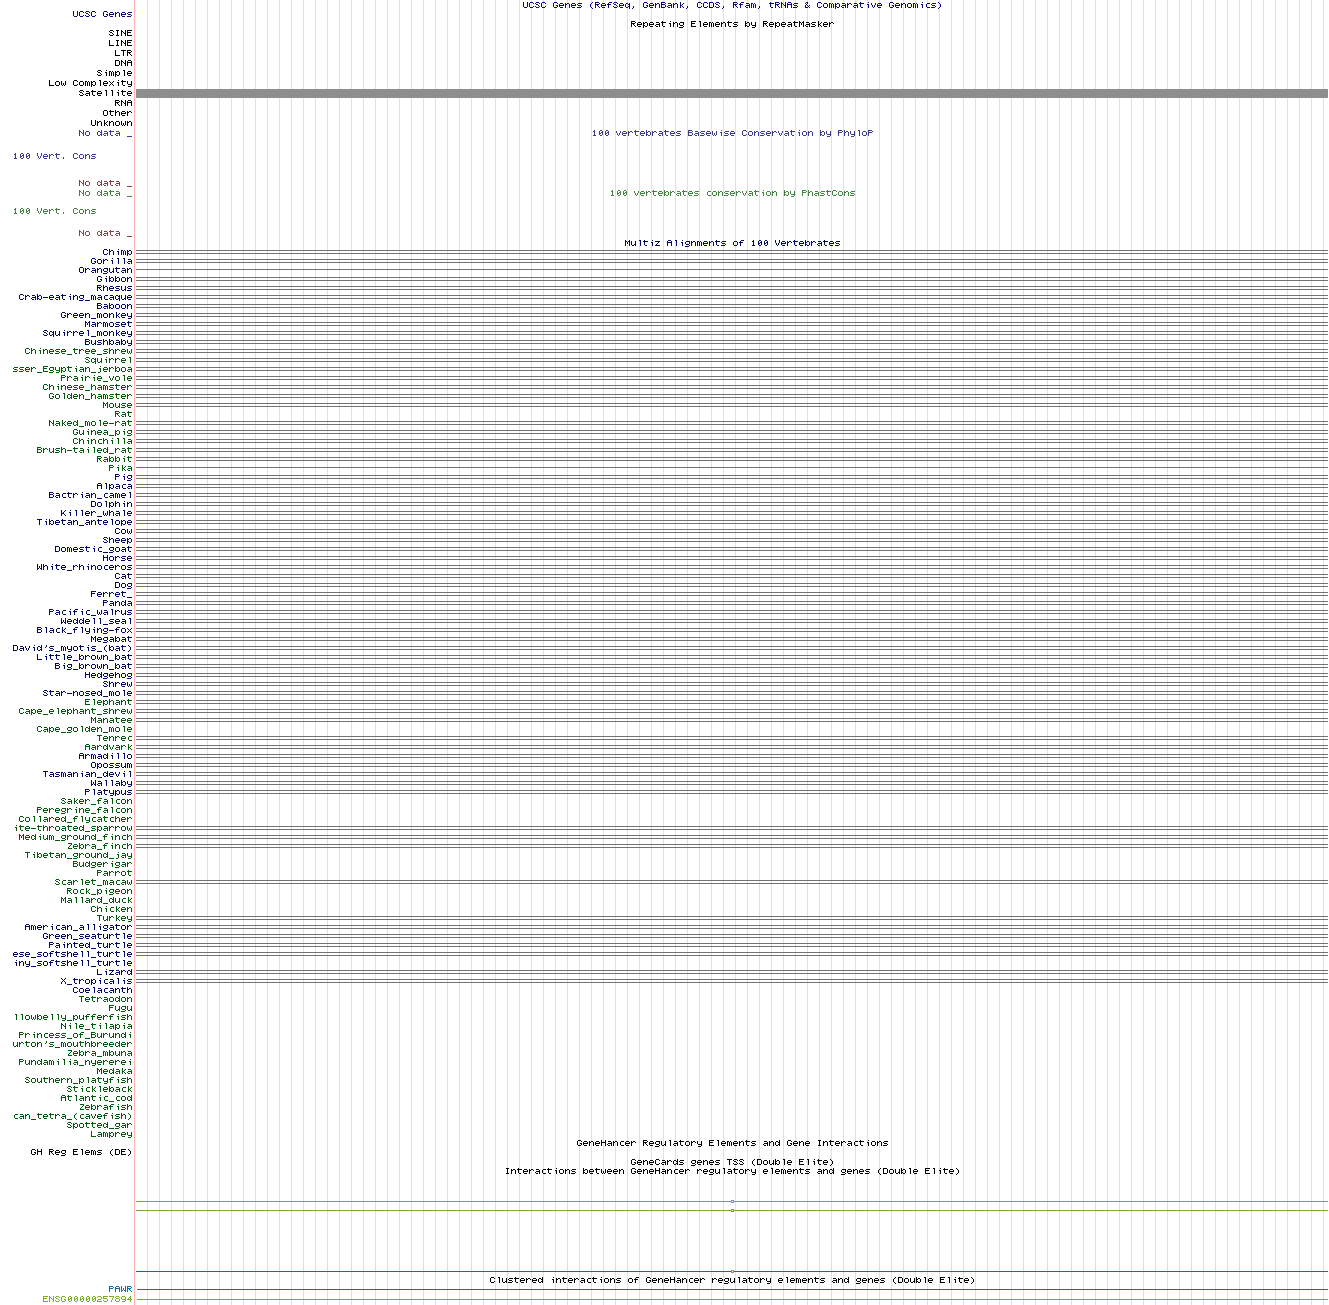 UCSC Genes (RefSeq, GenBank, CCDS, Rfam, tRNAs & Comparative Genomics)
UCSC Genes
Repeating Elements by RepeatMasker
SINE
LINE
LTR
DNA
Simple
Low Complexity
Satellite
RNA
Other
Unknown
No data _ 100 vertebrates Basewise Conservation by PhyloP
100 Vert. Cons
No data _
No data _ 100 vertebrates conservation by PhastCons
100 Vert. Cons
No data _
Multiz Alignments of 100 Vertebrates
Chimp
Gorilla
Orangutan
Gibbon
Rhesus
Crab-eating_macaque
Baboon
Green_monkey
Marmoset
Squirrel_monkey
Bushbaby
Chinese_tree_shrew
Squirrel
sser_Egyptian_jerboa
Prairie_vole
Chinese_hamster
Golden_hamster
Mouse
Rat
Naked_mole-rat
Guinea_pig
Chinchilla
Brush-tailed_rat
Rabbit
Pika
Pig
Alpaca
Bactrian_camel
Dolphin
Killer_whale
Tibetan_antelope
Cow
Sheep
Domestic_goat
Horse
White_rhinoceros
Cat
Dog
Ferret_
Panda
Pacific_walrus
Weddell_seal
Black_flying-fox
Megabat
David's_myotis_(bat)
Little_brown_bat
Big_brown_bat
Hedgehog
Shrew
Star-nosed_mole
Elephant
Cape_elephant_shrew
Manatee
Cape_golden_mole
Tenrec
Aardvark
Armadillo
Opossum
Tasmanian_devil
Wallaby
Platypus
Saker_falcon
Peregrine_falcon
Collared_flycatcher
ite-throated_sparrow
Medium_ground_finch
Zebra_finch
Tibetan_ground_jay
Budgerigar
Parrot
Scarlet_macaw
Rock_pigeon
Mallard_duck
Chicken
Turkey
American_alligator
Green_seaturtle
Painted_turtle
ese_softshell_turtle
iny_softshell_turtle
Lizard
X_tropicalis
Coelacanth
Tetraodon
Fugu
llowbelly_pufferfish
Nile_tilapia
Princess_of_Burundi
urton's_mouthbreeder
Zebra_mbuna
Pundamilia_nyererei
Medaka
Southern_platyfish
Stickleback
Atlantic_cod
Zebrafish
can_tetra_(cavefish)
Spotted_gar
Lamprey
GeneHancer Regulatory Elements and Gene Interactions
GH Reg Elems (DE)
GeneCards genes TSS (Double Elite)
Interactions between GeneHancer regulatory elements and genes (Double Elite)
Clustered interactions of GeneHancer regulatory elements and genes (Double Elite)
PAWR
ENSG00000257894